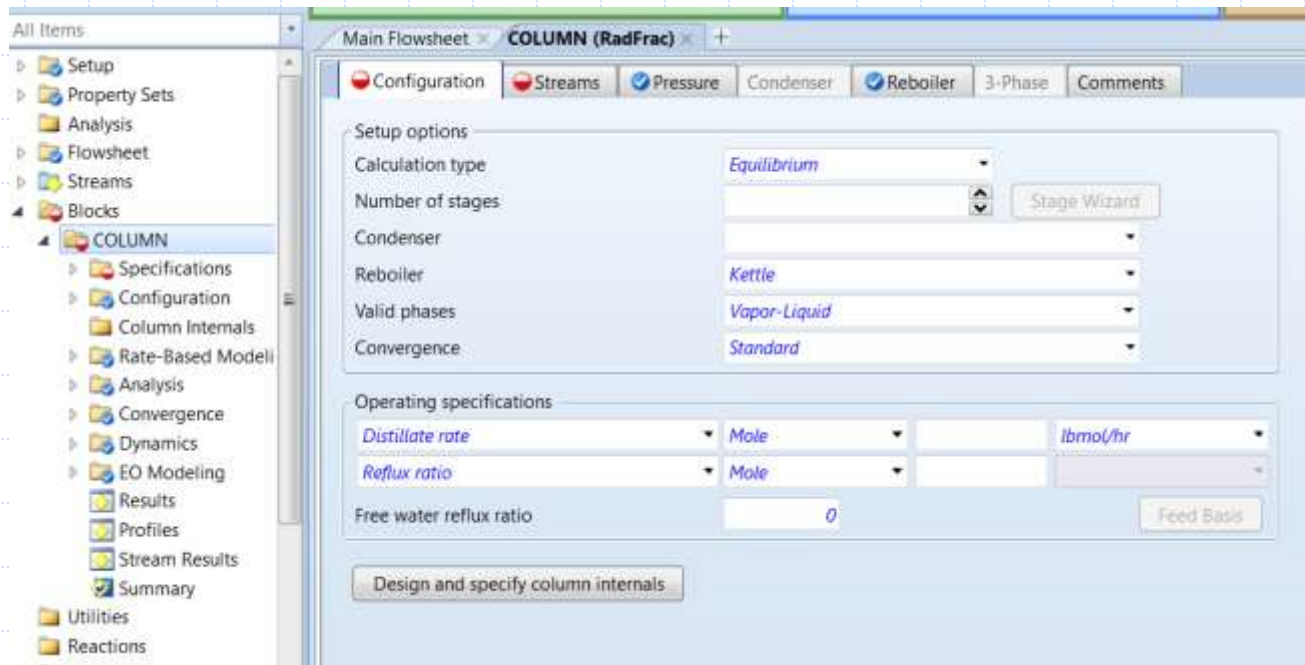 All Items
Setup
Property Sets
Analysis
Flowsheet
Streams
Blocks
COLUMN
Specifications
Configuration
Column Internals
Rate-Based Modeli
Analysis
Convergence
Dynamics
EO Modeling
Results
Profiles
Stream Results
Summary
Utilities
Reactions
Main Flowsheet × COLUMN (RadFrac) × +
Configuration Streams Pressure Condenser Reboiler 3-Phase Comments
Setup options
Calculation type Equilibrium
Number of stages Stage Wizard
Condenser
Reboiler Kettle
Valid phases Vapor-Liquid
Convergence Standard
Operating specifications
Distillate rate Mole lbmol/hr
Reflux ratio Mole
Free water reflux ratio 0 Feed Basis
Design and specify column internals